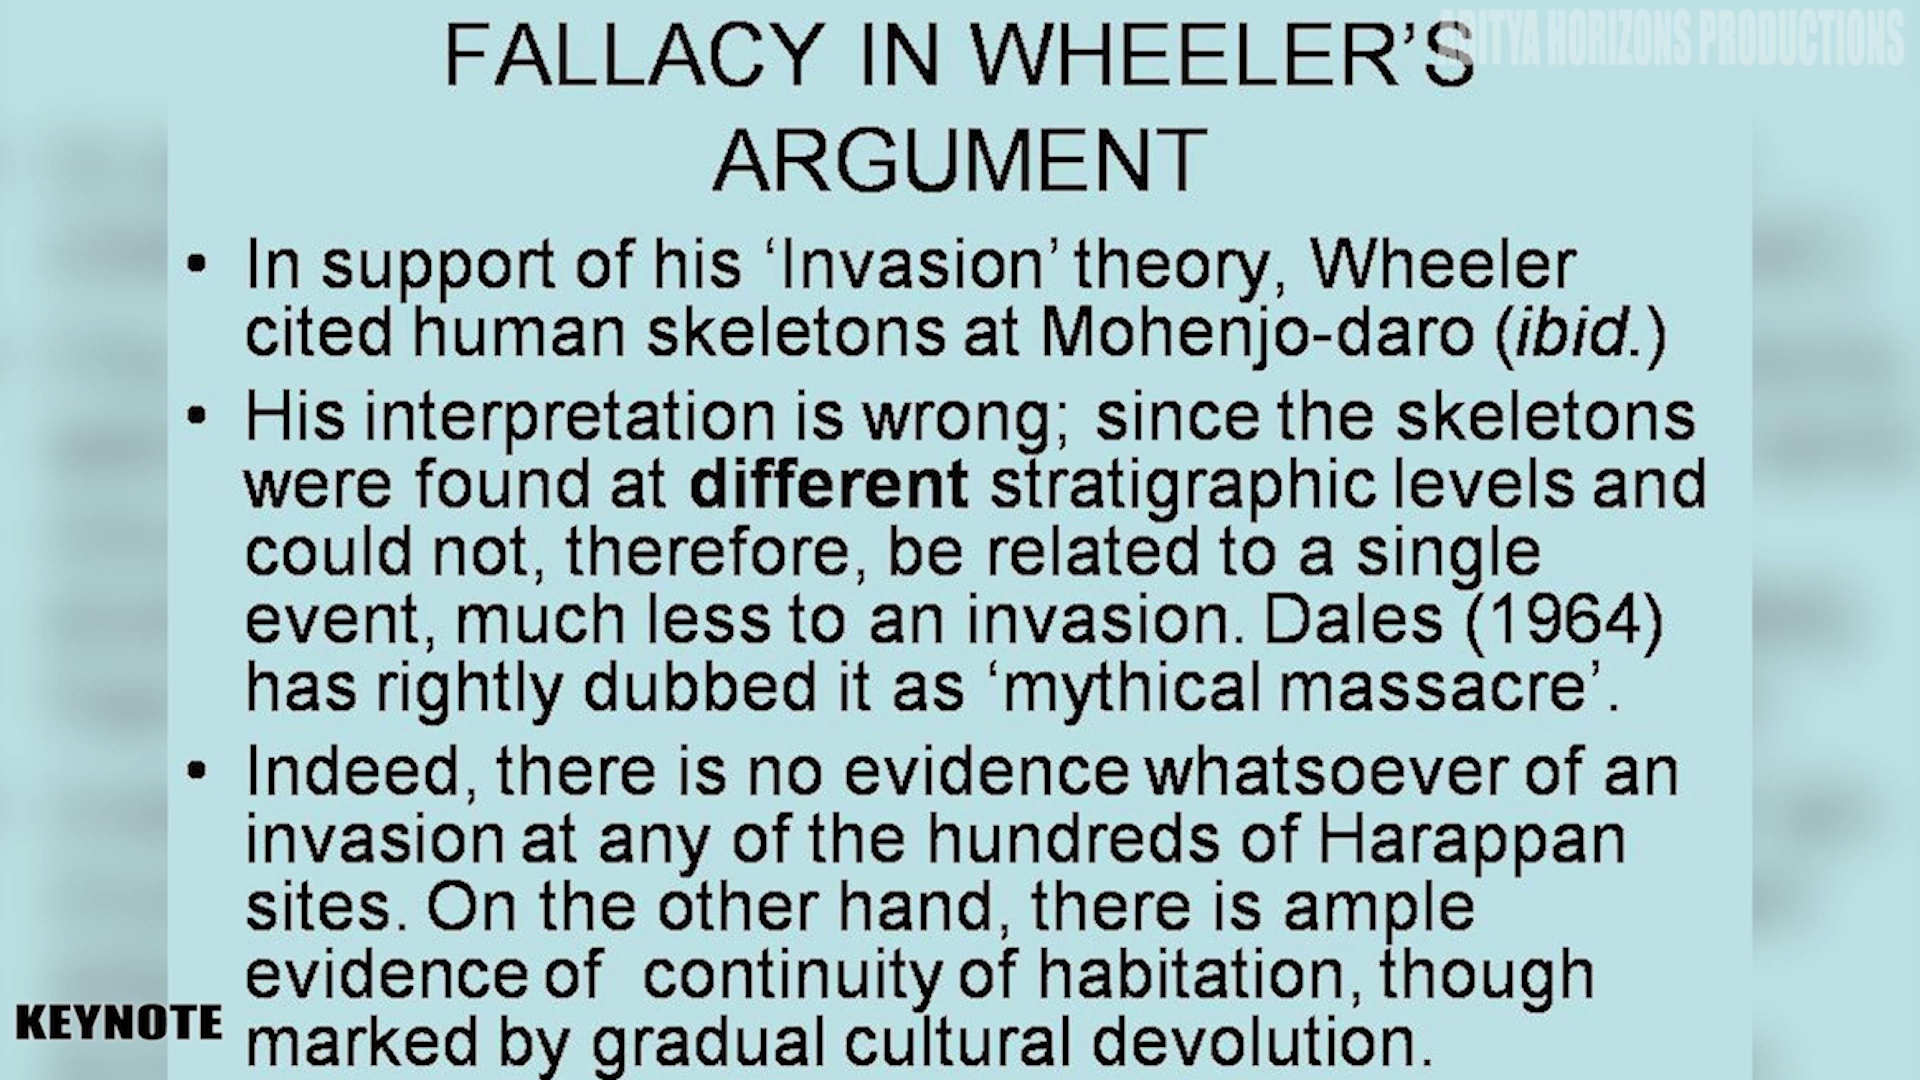 FALLACY IN WHEELER'S
ARGUMENT
ADITYA HORIZONS PRODUCTIONS
• In support of his ‘Invasion’ theory, Wheeler
cited human skeletons at Mohenjo-daro (ibid.)
• His interpretation is wrong; since the skeletons
were found at different stratigraphic levels and
could not, therefore, be related to a single
event, much less to an invasion. Dales (1964)
has rightly dubbed it as ‘mythical massacre’.
• Indeed, there is no evidence whatsoever of an
invasion at any of the hundreds of Harappan
sites. On the other hand, there is ample
evidence of continuity of habitation, though
marked by gradual cultural devolution.
KEYNOTE